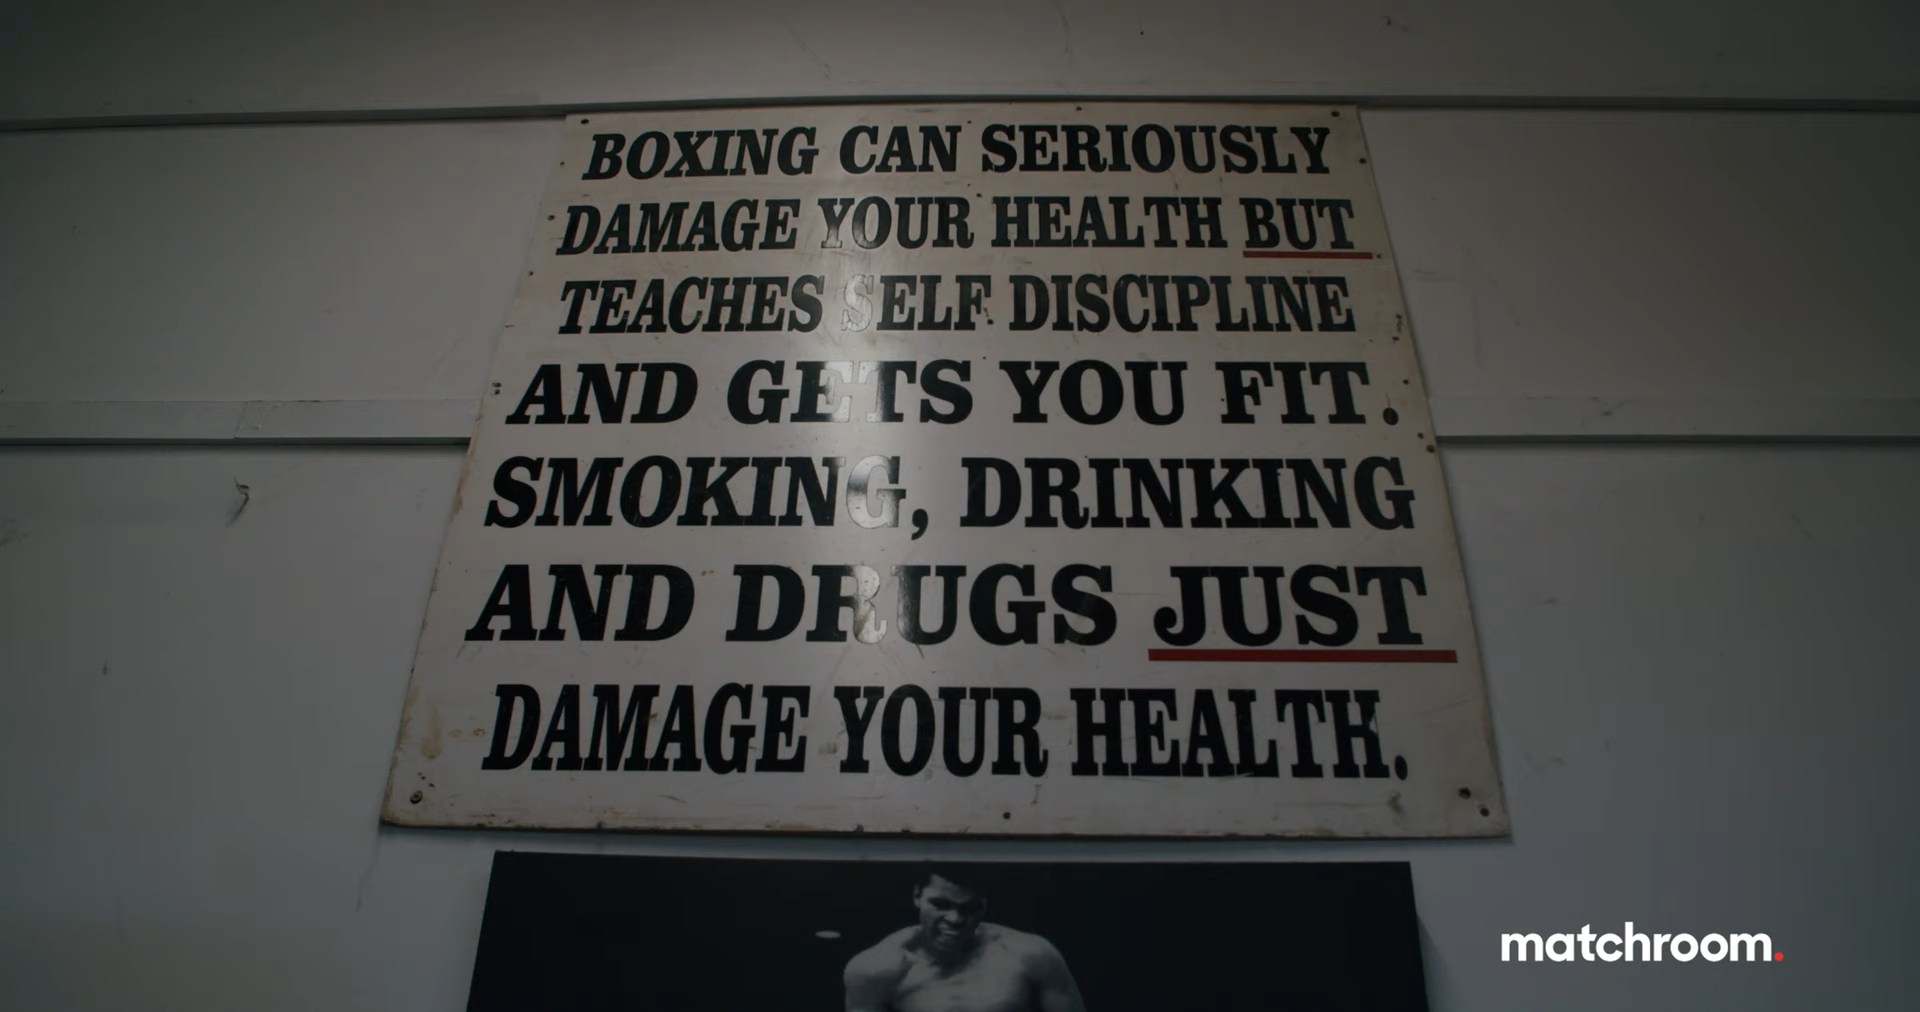 BOXING CAN SERIOUSLY
DAMAGE YOUR HEALTH BUT
TEACHES SELF DISCIPLINE
AND GETS YOU FIT.
SMOKING, DRINKING
AND DRUGS JUST
DAMAGE YOUR HEALTH.
matchroom.